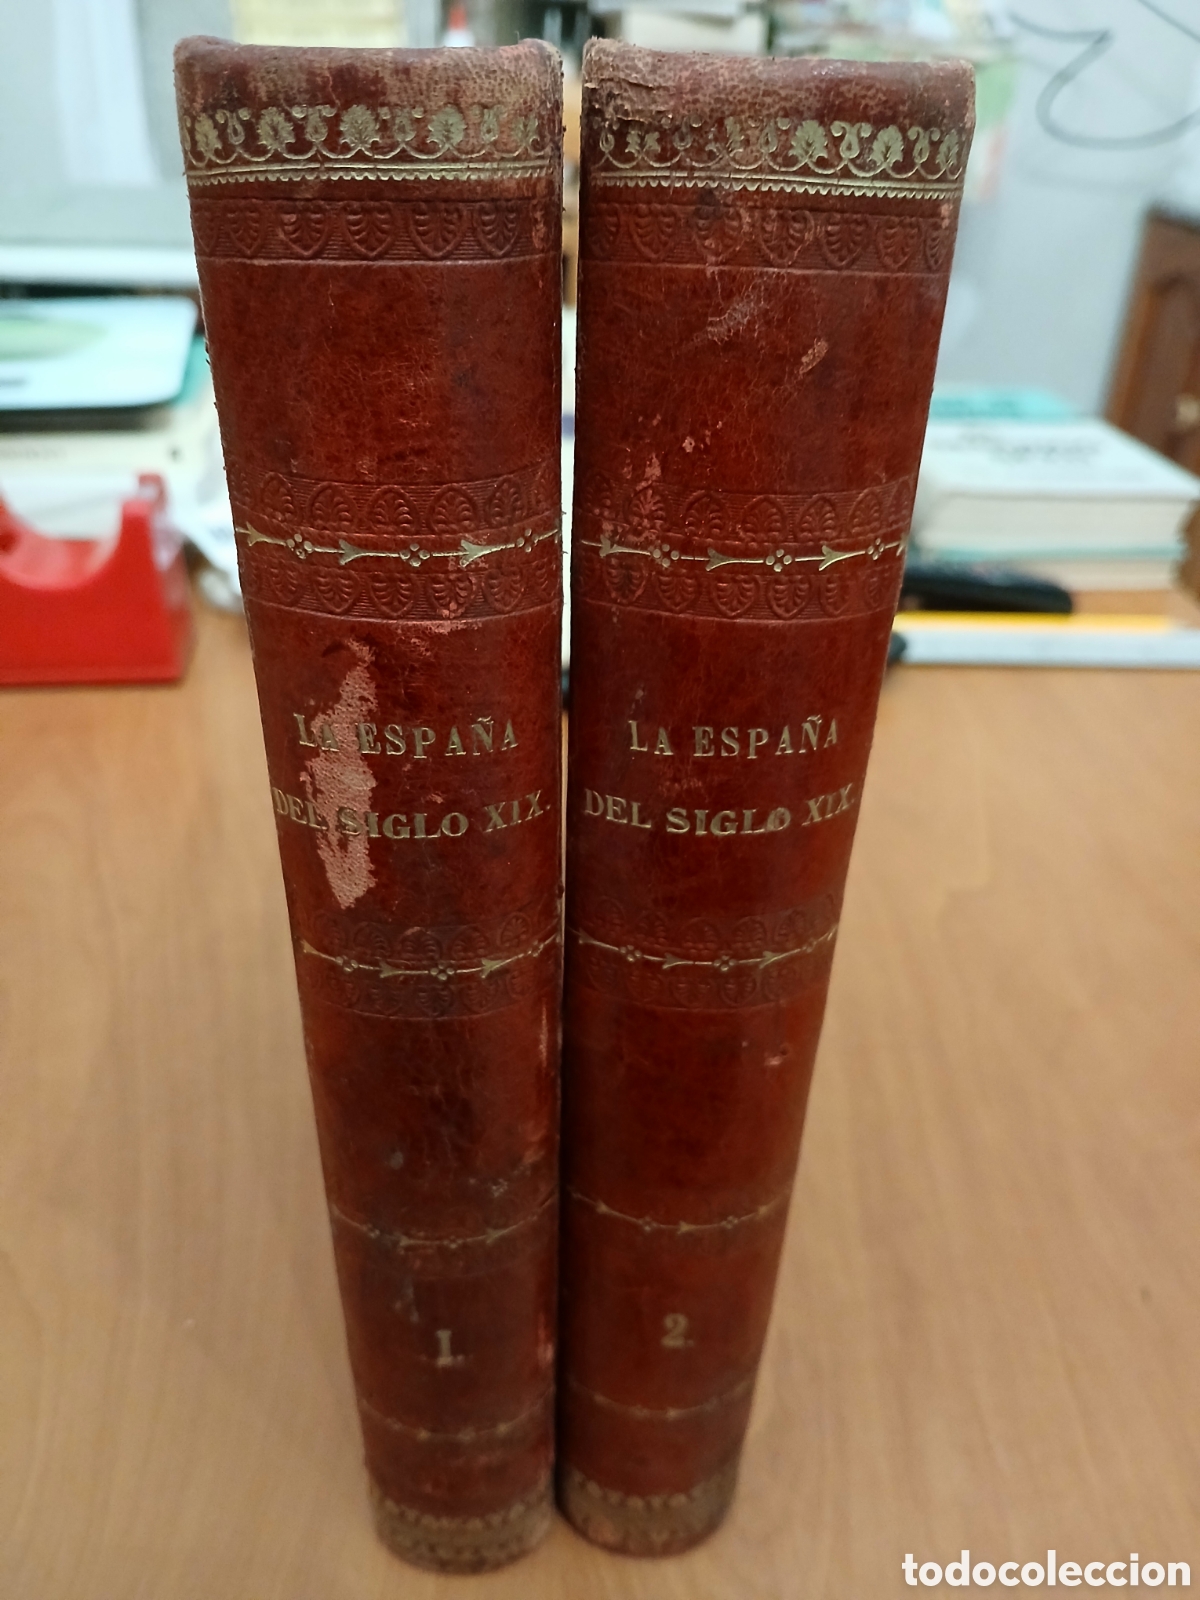 LA ESPAÑA
DEL SIGLO XIX.
1.
LA ESPAÑA
DEL SIGLO XIX.
2.
todocoleccion